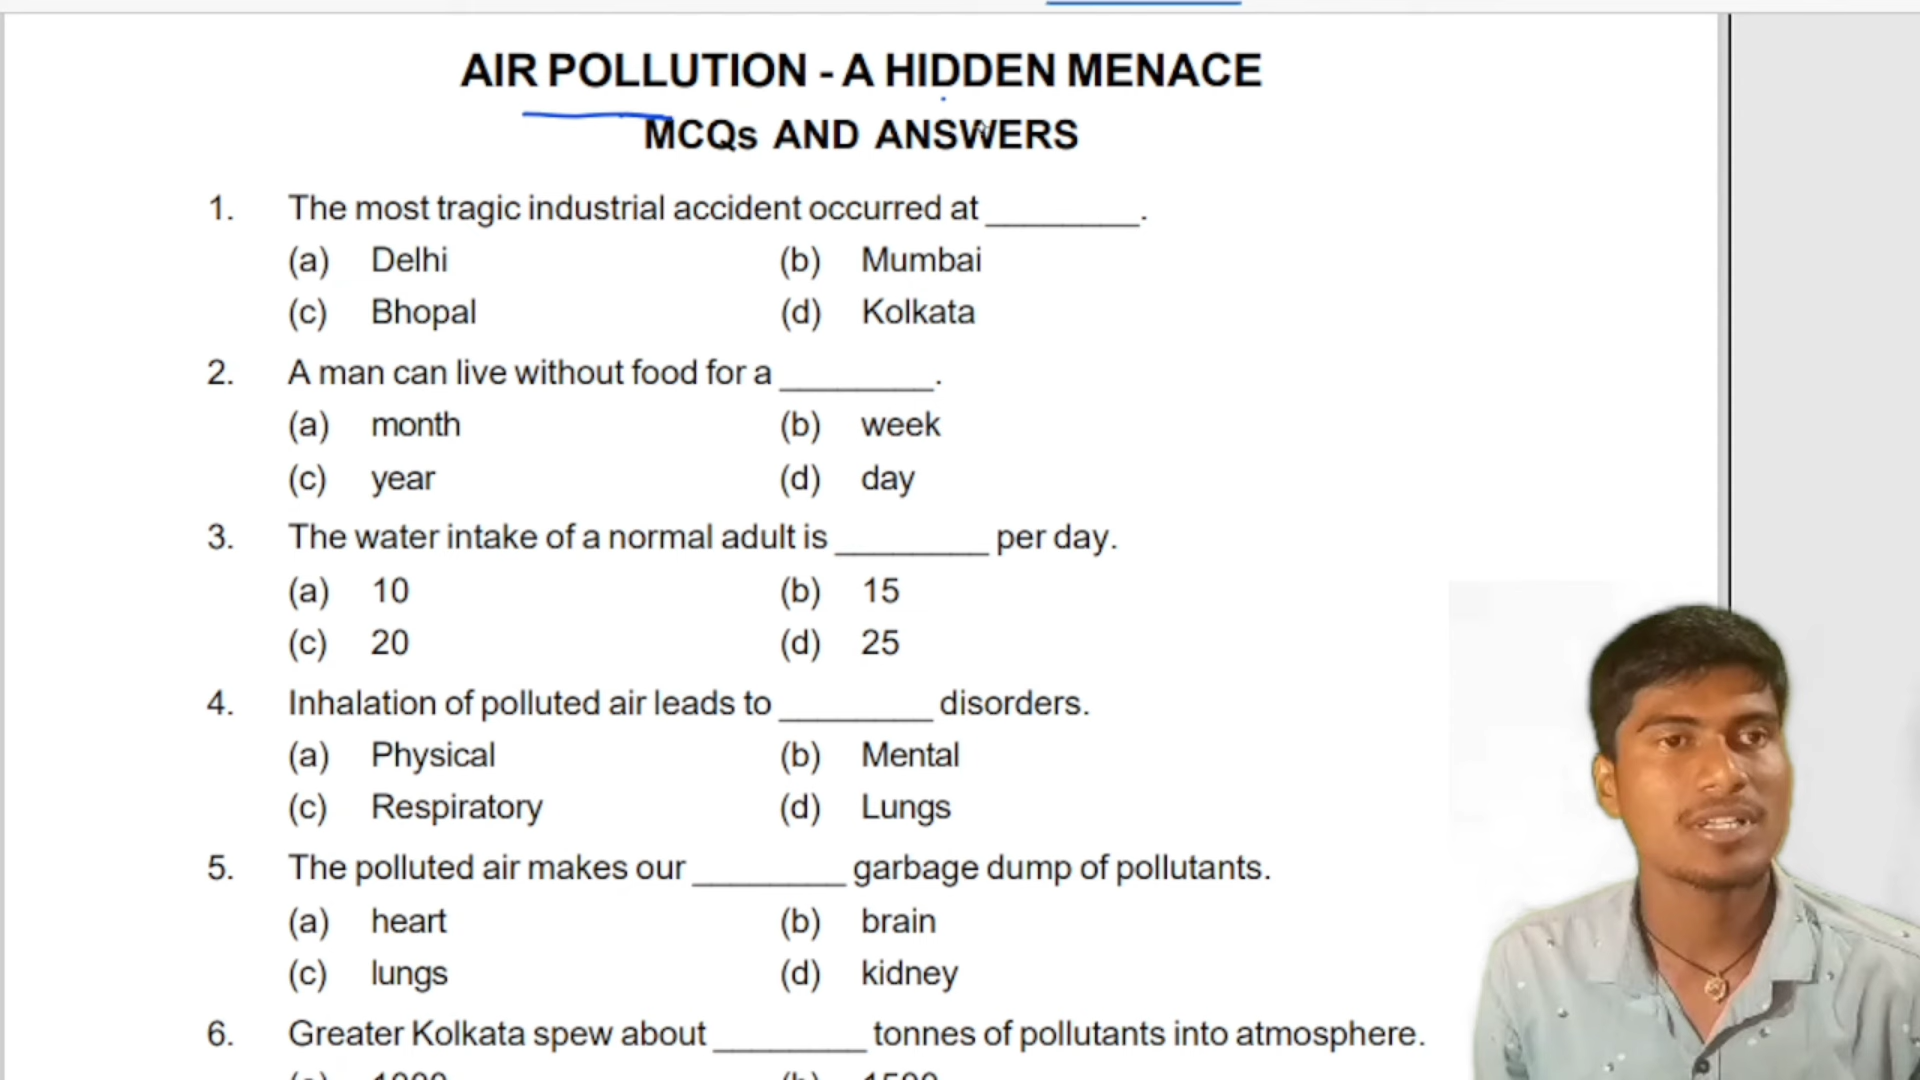 AIR POLLUTION - A HIDDEN MENACE
MCQs AND ANSWERS
1. The most tragic industrial accident occurred at ________.
(a) Delhi (b) Mumbai
(c) Bhopal (d) Kolkata
2. A man can live without food for a ________.
(a) month (b) week
(c) year (d) day
3. The water intake of a normal adult is ________ per day.
(a) 10 (b) 15
(c) 20 (d) 25
4. Inhalation of polluted air leads to ________ disorders.
(a) Physical (b) Mental
(c) Respiratory (d) Lungs
5. The polluted air makes our ________ garbage dump of pollutants.
(a) heart (b) brain
(c) lungs (d) kidney
6. Greater Kolkata spew about ________ tonnes of pollutants into atmosphere.